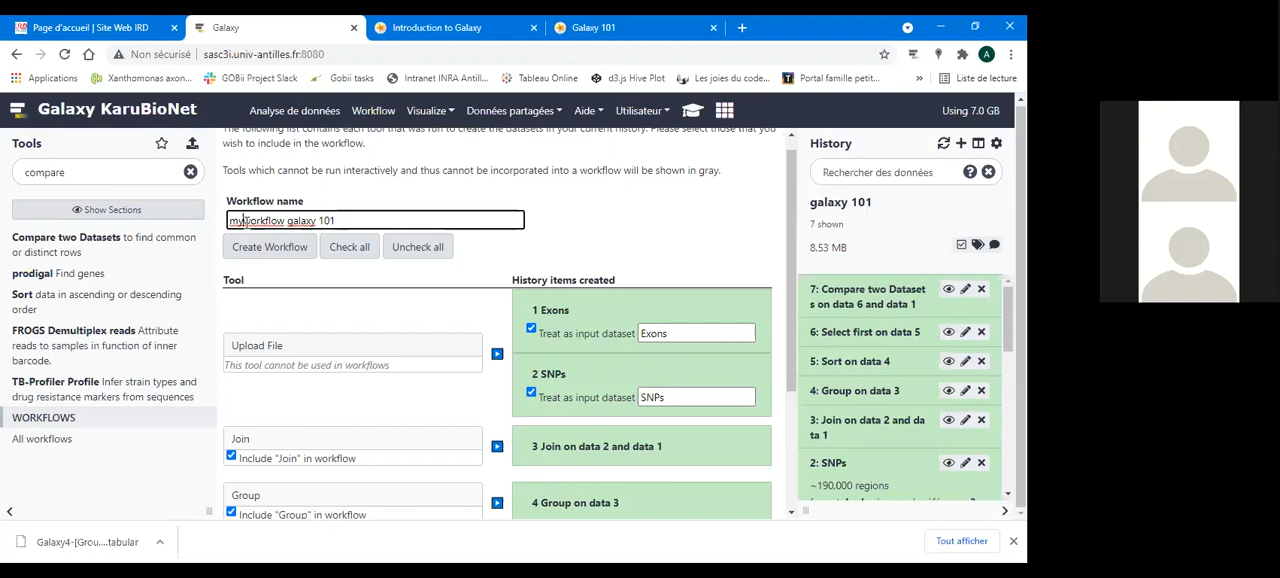 Page d'accueil | Site Web IRD
Galaxy
Introduction to Galaxy
Galaxy 101
Non sécurisé
sasc3i.univ-antilles.fr:8080
Applications
Xanthomonas axon...
GOBii Project Slack
Gobii tasks
Intranet INRA Antill...
Tableau Online
d3.js Hive Plot
Les joies du code...
Portal famille petit...
»
Liste de lecture
Galaxy KaruBioNet
Analyse de données
Workflow
Visualize
Données partagées
Aide
Utilisateur
Using 7.0 GB
Tools
compare
Show Sections
Compare two Datasets to find common
or distinct rows
prodigal Find genes
Sort data in ascending or descending
order
FROGS Demultiplex reads Attribute
reads to samples in function of inner
barcode.
TB-Profiler Profile Infer strain types and
drug resistance markers from sequences
WORKFLOWS
All workflows
The following list contains each tool that was run to create the datasets in your current history. Please select those that you
wish to include in the workflow.
Tools which cannot be run interactively and thus cannot be incorporated into a workflow will be shown in gray.
Workflow name
myworkflow galaxy 101
Create Workflow
Check all
Uncheck all
Tool
History items created
Upload File
This tool cannot be used in workflows
1 Exons
Treat as input dataset Exons
2 SNPs
Treat as input dataset SNPs
Join
Include "Join" in workflow
3 Join on data 2 and data 1
Group
Include "Group" in workflow
4 Group on data 3
History
Rechercher des données
galaxy 101
7 shown
8.53 MB
7: Compare two Dataset
s on data 6 and data 1
6: Select first on data 5
5: Sort on data 4
4: Group on data 3
3: Join on data 2 and da
ta 1
2: SNPs
~190,000 regions
Galaxy4-[Grou....tabular
Tout afficher
A